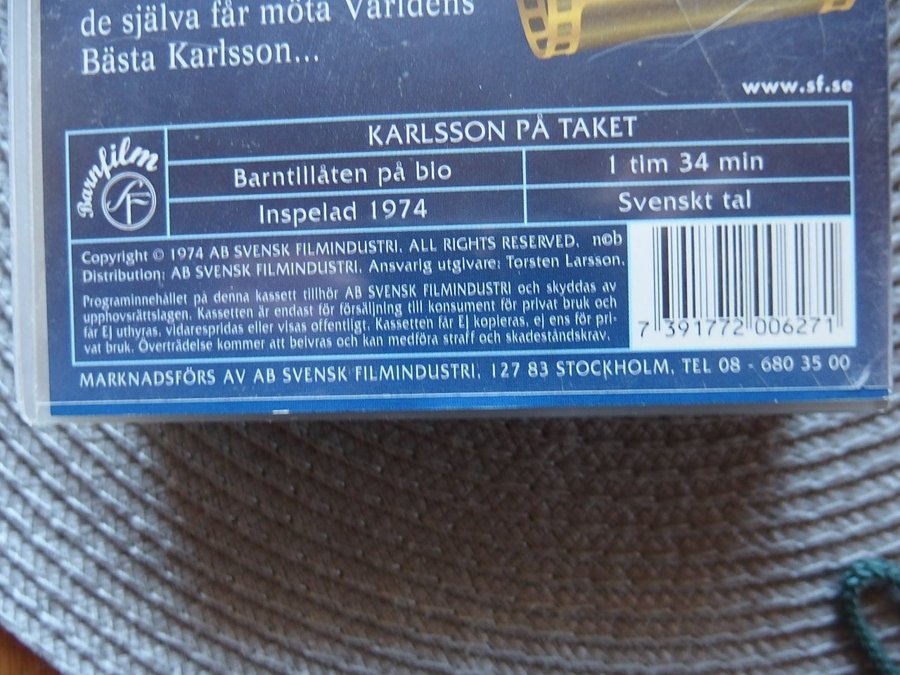 de själva får möta Världens
Bästa Karlsson...
www.sf.se
Barnfilm
SF
KARLSSON PÅ TAKET
Barntillåten på bio
1 tim 34 min
Inspelad 1974
Svenskt tal
Copyright © 1974 AB SVENSK FILMINDUSTRI. ALL RIGHTS RESERVED. n©b
Distribution: AB SVENSK FILMINDUSTRI. Ansvarig utgivare: Torsten Larsson.
Programinnehållet på denna kassett tillhör AB SVENSK FILMINDUSTRI och skyddas av
upphovsrättslagen. Kassetten är endast för försäljning till konsument för privat bruk och
får EJ uthyras, vidarespridas eller visas offentligt. Kassetten får EJ kopieras, ej ens för pri-
vat bruk. Överträdelse kommer att beivras och kan medföra straff och skadeståndskrav.
7 391772 006271
MARKNADSFÖRS AV AB SVENSK FILMINDUSTRI, 127 83 STOCKHOLM, TEL 08 - 680 35 00